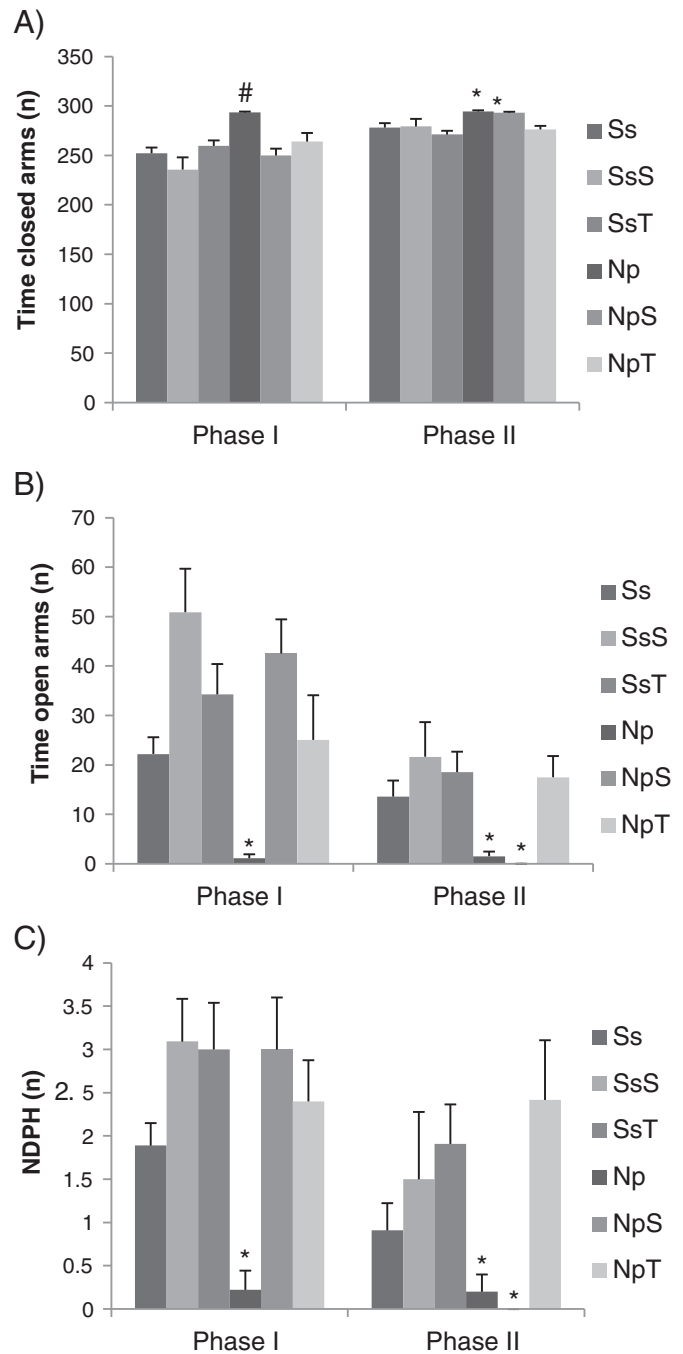 A)
Time closed arms (n)
350
300
250
200
150
100
50
0
#
* *
Phase I Phase II
Ss
SsS
SsT
Np
NpS
NpT
B)
Time open arms (n)
70
60
50
40
30
20
10
0
*
* *
Phase I Phase II
Ss
SsS
SsT
Np
NpS
NpT
C)
NDPH (n)
4
3.5
3
2. 5
2
1.5
1
0.5
0
*
* *
Phase I Phase II
Ss
SsS
SsT
Np
NpS
NpT